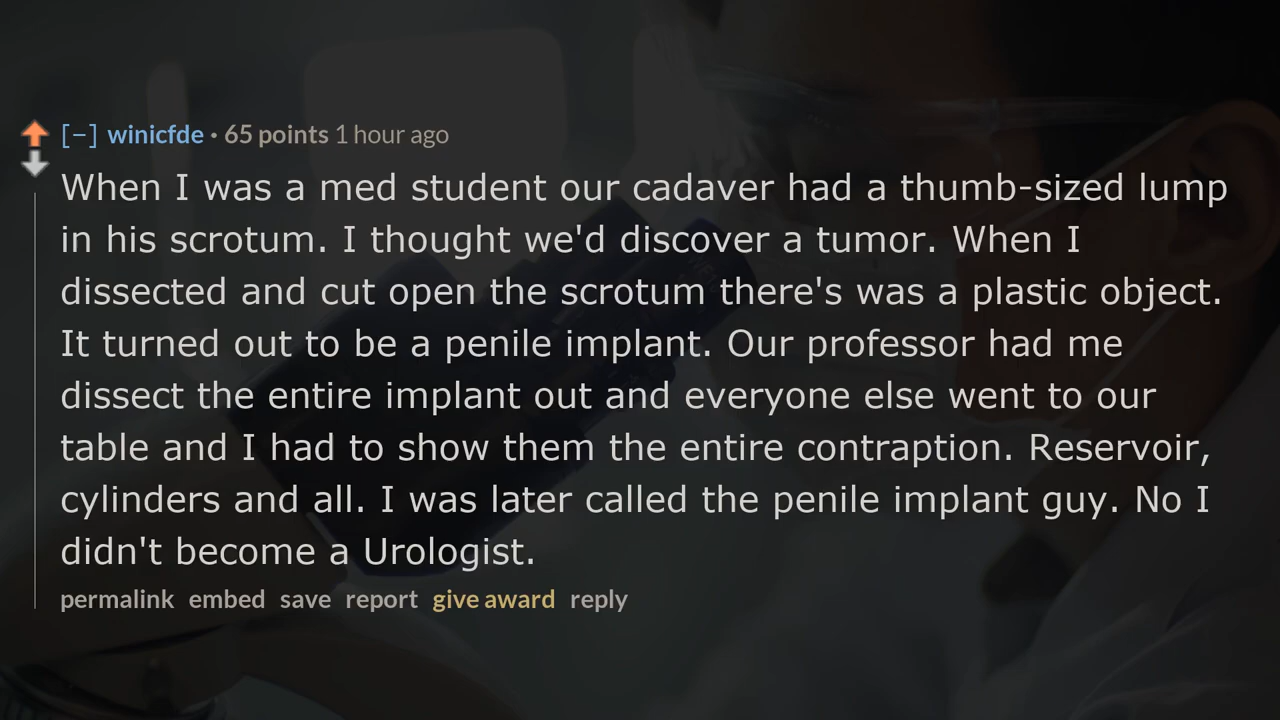 [−] winicfde · 65 points 1 hour ago
When I was a med student our cadaver had a thumb-sized lump
in his scrotum. I thought we'd discover a tumor. When I
dissected and cut open the scrotum there's was a plastic object.
It turned out to be a penile implant. Our professor had me
dissect the entire implant out and everyone else went to our
table and I had to show them the entire contraption. Reservoir,
cylinders and all. I was later called the penile implant guy. No I
didn't become a Urologist.
permalink embed save report give award reply